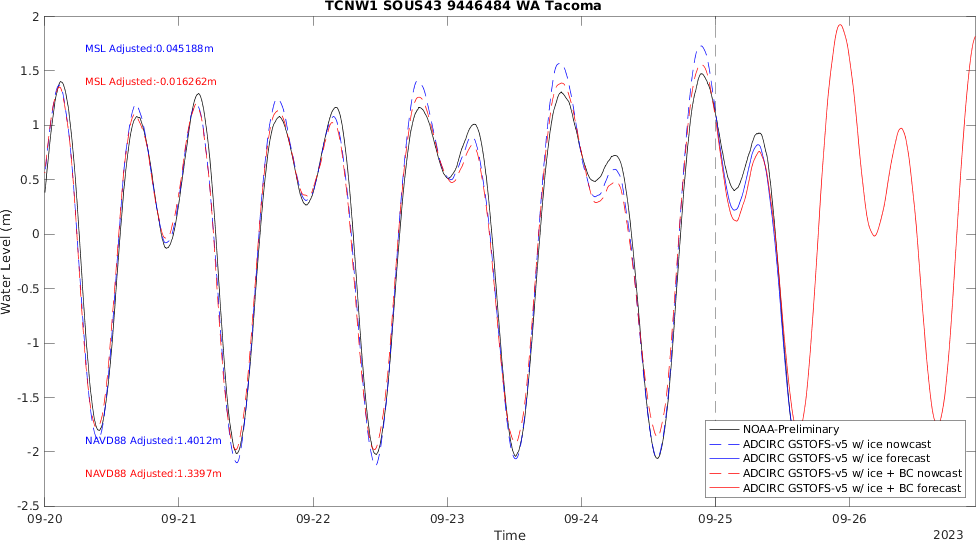 TCNW1 SOUS43 9446484 WA Tacoma
2
1.5
1
0.5
0
-0.5
-1
-1.5
-2
-2.5
Water Level (m)
MSL Adjusted:0.045188m
MSL Adjusted:-0.016262m
NAVD88 Adjusted:1.4012m
NAVD88 Adjusted:1.3397m
NOAA-Preliminary
ADCIRC GSTOFS-v5 w/ ice nowcast
ADCIRC GSTOFS-v5 w/ ice forecast
ADCIRC GSTOFS-v5 w/ ice + BC nowcast
ADCIRC GSTOFS-v5 w/ ice + BC forecast
09-20 09-21 09-22 09-23 09-24 09-25 09-26
Time
2023